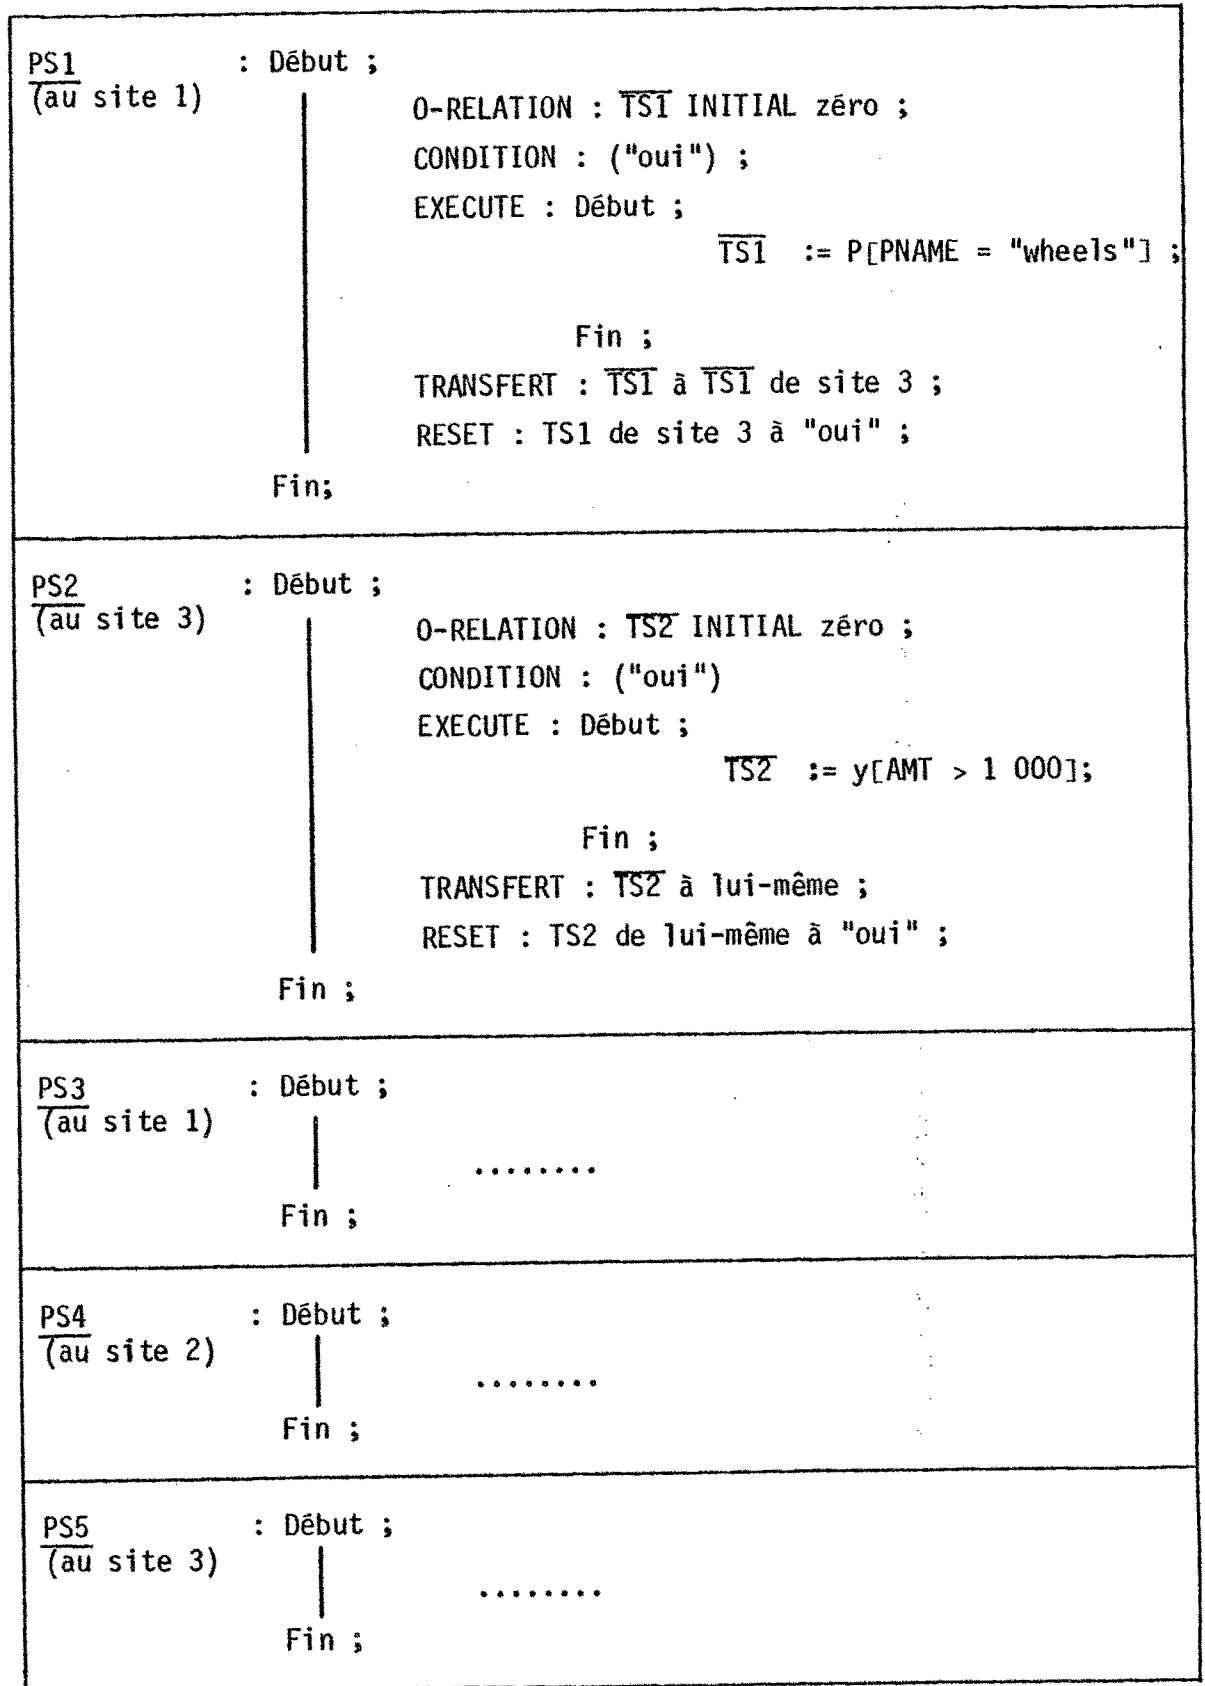 PS1 : Début ;
(au site 1)
O-RELATION : TS1 INITIAL zéro ;
CONDITION : ("oui") ;
EXECUTE : Début ;
TS1 := P[PNAME = "wheels"] ;
Fin ;
TRANSFERT : TS1 à TS1 de site 3 ;
RESET : TS1 de site 3 à "oui" ;
Fin;
PS2 : Début ;
(au site 3)
O-RELATION : TS2 INITIAL zéro ;
CONDITION : ("oui")
EXECUTE : Début ;
TS2 := y[AMT > 1 000];
Fin ;
TRANSFERT : TS2 à lui-même ;
RESET : TS2 de lui-même à "oui" ;
Fin ;
PS3 : Début ;
(au site 1)
........
Fin ;
PS4 : Début ;
(au site 2)
........
Fin ;
PS5 : Début ;
(au site 3)
........
Fin ;